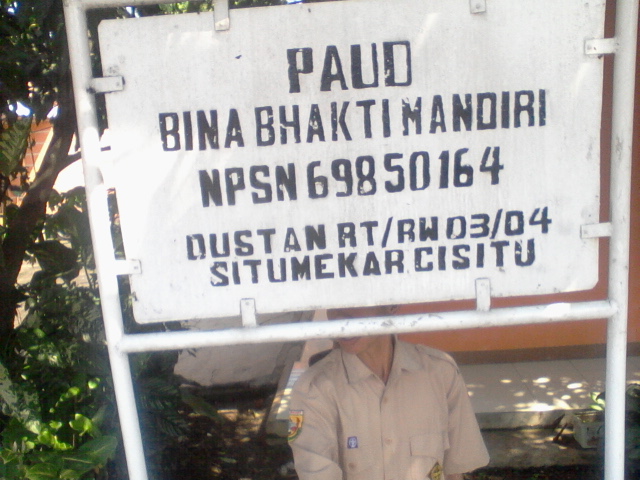 PAUD
BINA BHAKTI MANDIRI
NPSN 69850164
DUSTAN RT/RW 03/04
SITUMEKAR CISITU